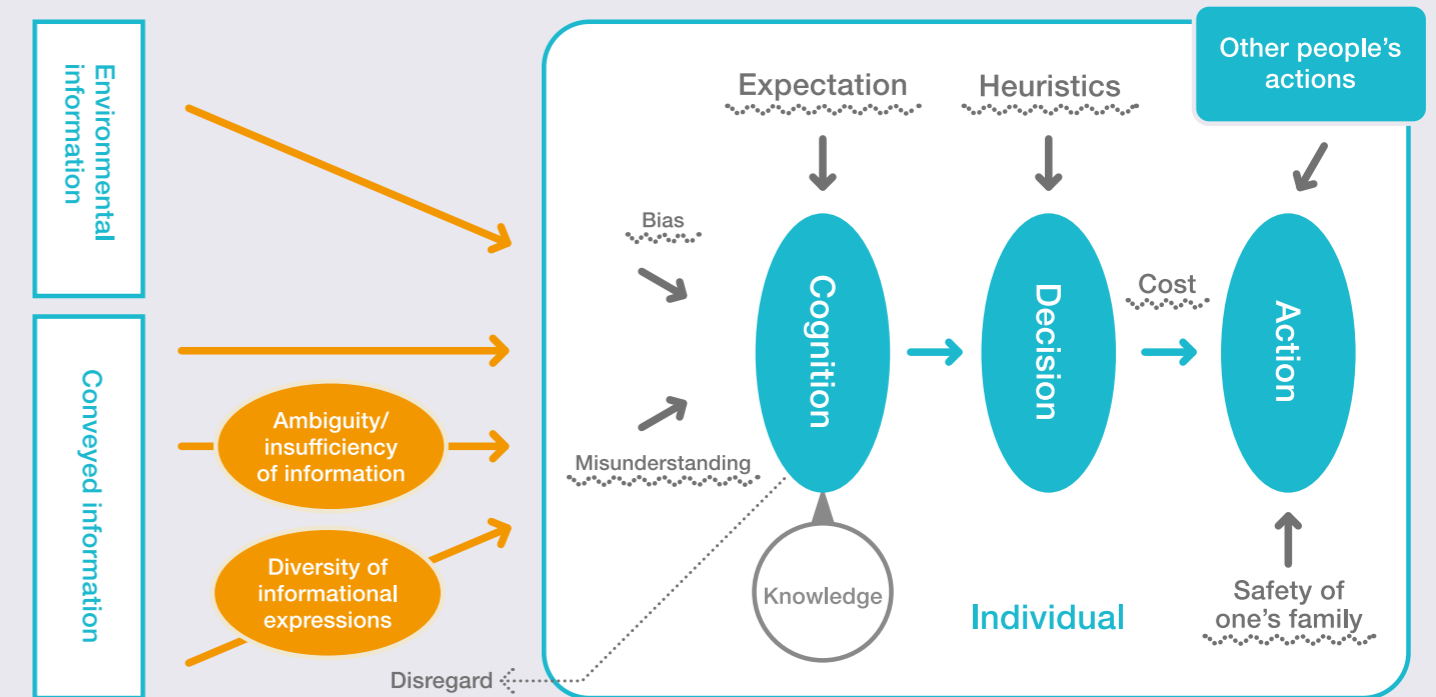 Environmental
information
Conveyed information
Ambiguity/
insufficiency
of information
Diversity of
informational
expressions
Disregard
Other people's
actions
Expectation
Heuristics
Bias
Misunderstanding
Cognition
Decision
Cost
Action
Knowledge
Individual
Safety of
one's family